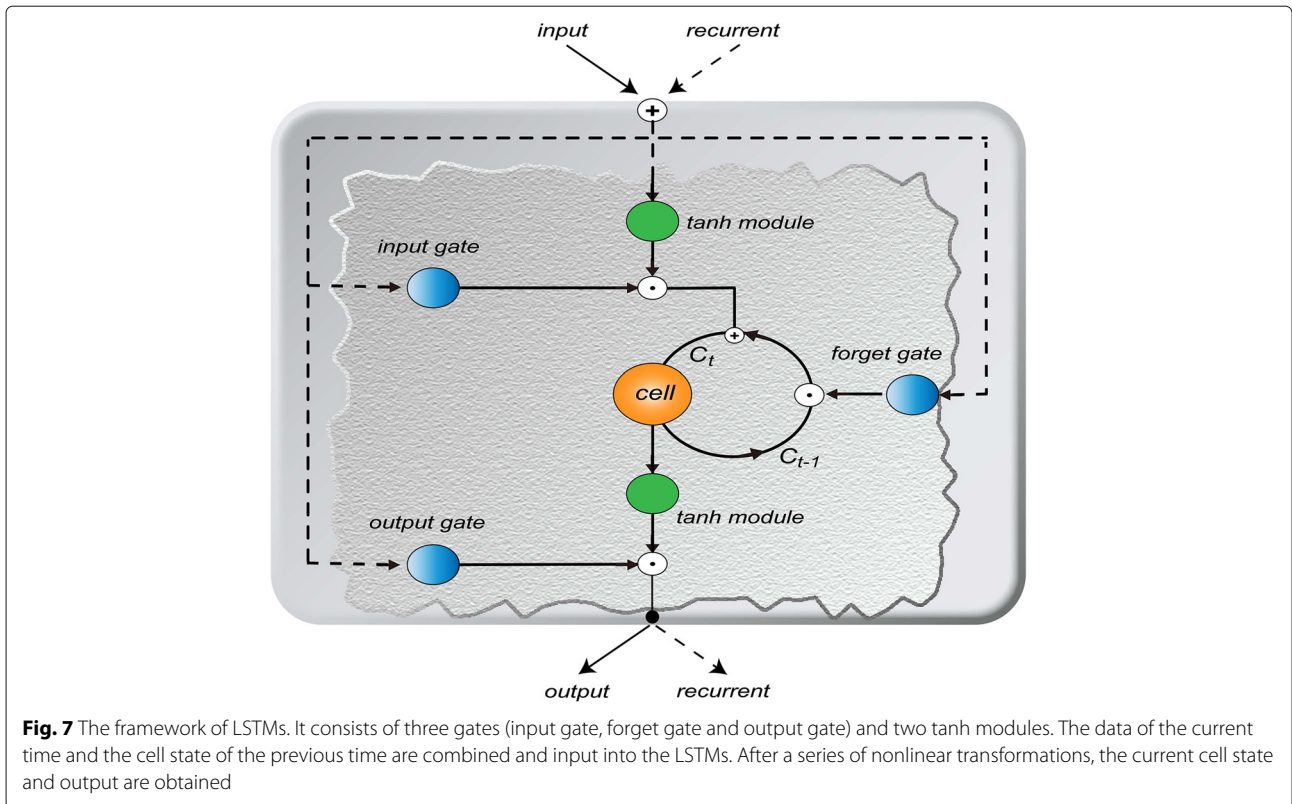 input recurrent
+
tanh module
input gate
+
C_t
forget gate
cell
C_{t-1}
tanh module
output gate
output recurrent
Fig. 7 The framework of LSTMs. It consists of three gates (input gate, forget gate and output gate) and two tanh modules. The data of the current
time and the cell state of the previous time are combined and input into the LSTMs. After a series of nonlinear transformations, the current cell state
and output are obtained